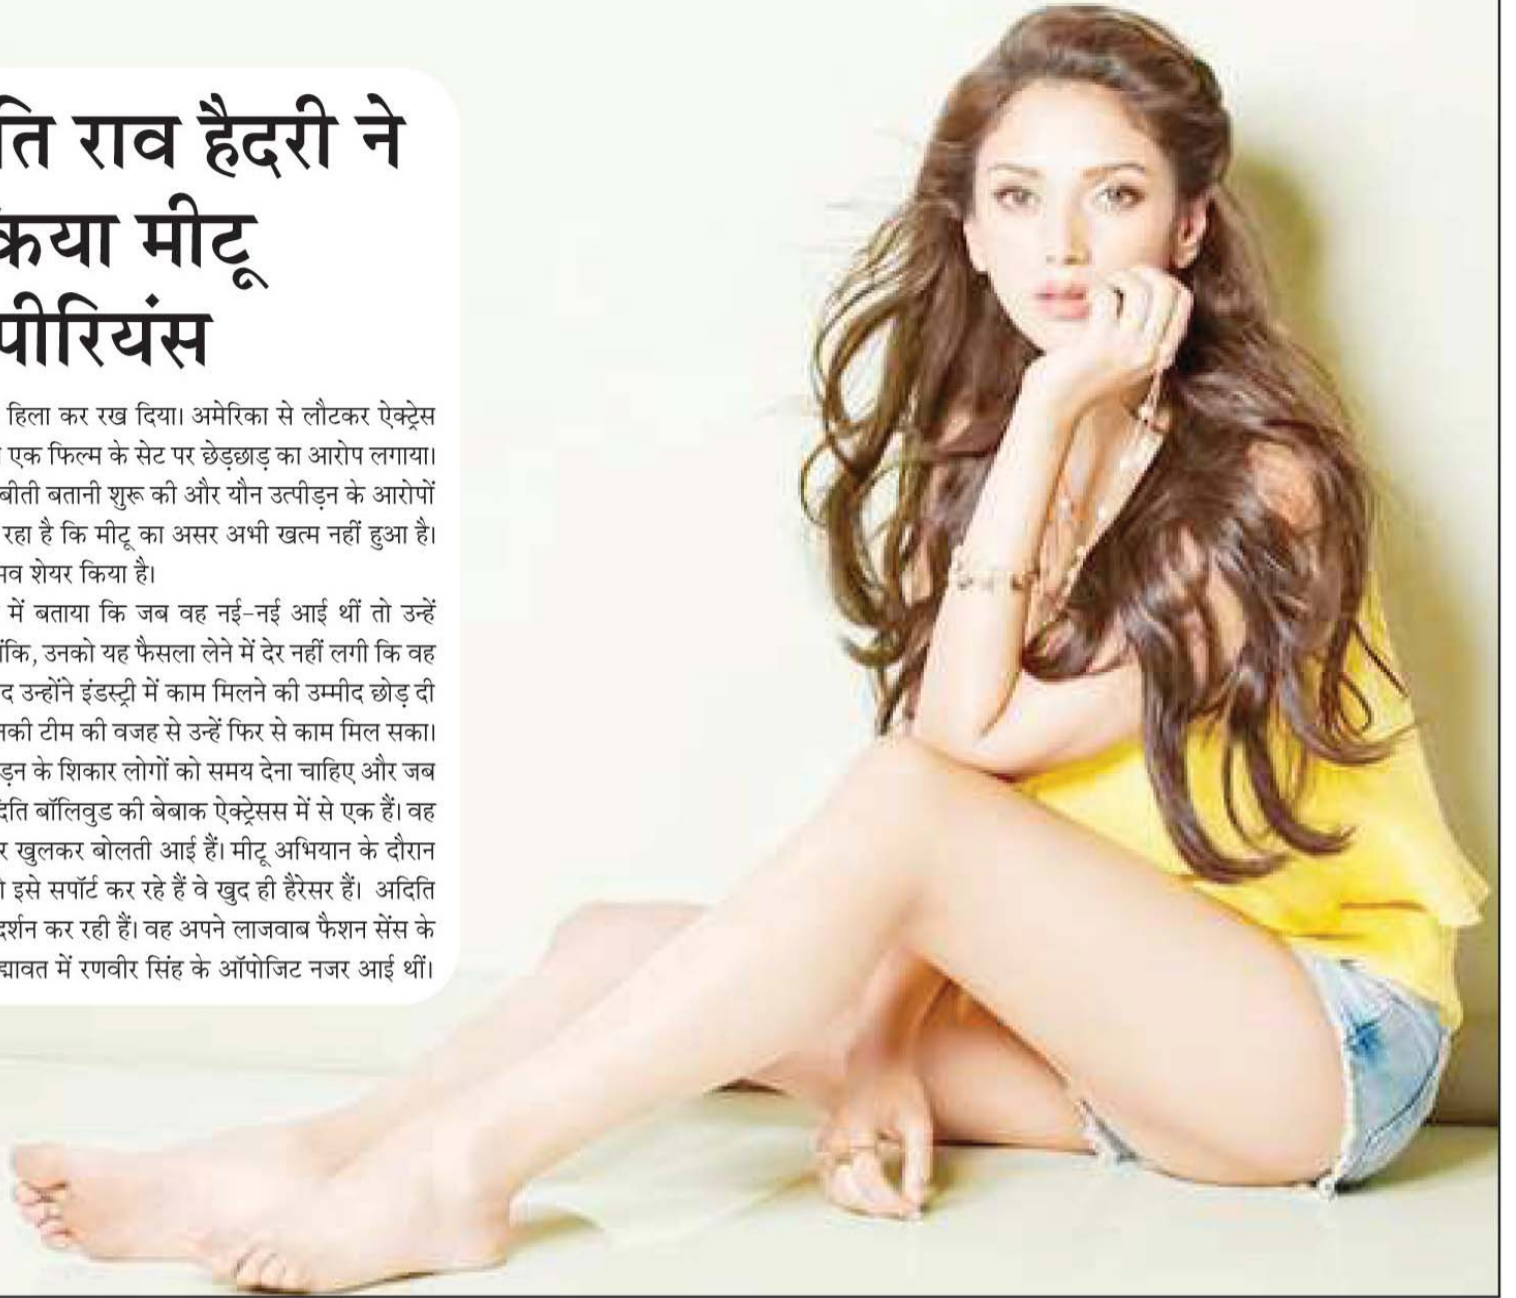 ति राव हैदरी ने
किया मीटू
पीरियंस
हिला कर रख दिया। अमेरिका से लौटकर ऐक्ट्रेस
एक फिल्म के सेट पर छेड़छाड़ का आरोप लगाया।
बीती बतानी शुरू की और यौन उत्पीड़न के आरोपों
रहा है कि मीटू का असर अभी खत्म नहीं हुआ है।
भव शेयर किया है।
में बताया कि जब वह नई-नई आई थीं तो उन्हें
ांकि, उनको यह फैसला लेने में देर नहीं लगी कि वह
द उन्होंने इंडस्ट्री में काम मिलने की उम्मीद छोड़ दी
नकी टीम की वजह से उन्हें फिर से काम मिल सका।
ड़न के शिकार लोगों को समय देना चाहिए और जब
दिति बॉलिवुड की बेबाक ऐक्ट्रेसस में से एक हैं। वह
र खुलकर बोलती आई हैं। मीटू अभियान के दौरान
इसे सपॉर्ट कर रहे हैं वे खुद ही हैरेसर हैं। अदिति
दर्शन कर रही हैं। वह अपने लाजवाब फैशन सेंस के
द्मावत में रणवीर सिंह के ऑपोजिट नजर आई थीं।